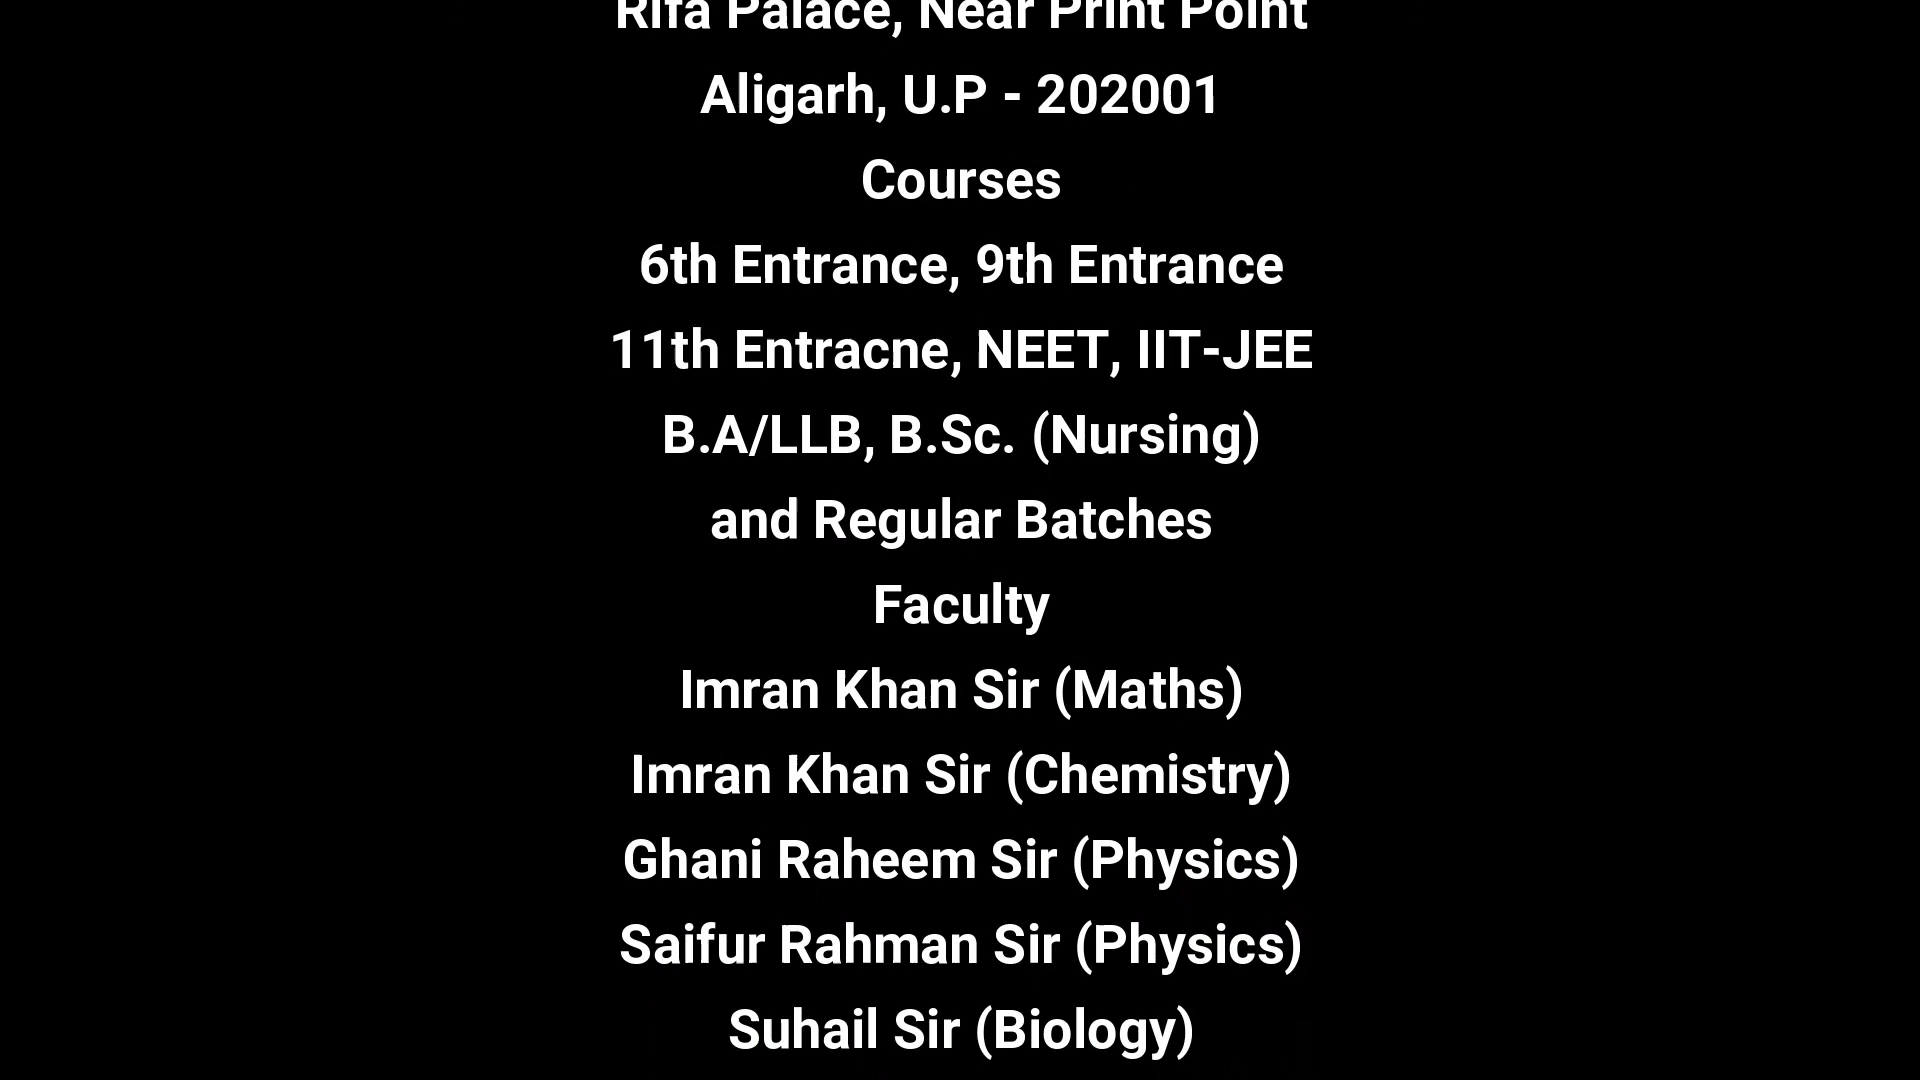 Rifa Palace, Near Print Point
Aligarh, U.P - 202001
Courses
6th Entrance, 9th Entrance
11th Entracne, NEET, IIT-JEE
B.A/LLB, B.Sc. (Nursing)
and Regular Batches
Faculty
Imran Khan Sir (Maths)
Imran Khan Sir (Chemistry)
Ghani Raheem Sir (Physics)
Saifur Rahman Sir (Physics)
Suhail Sir (Biology)